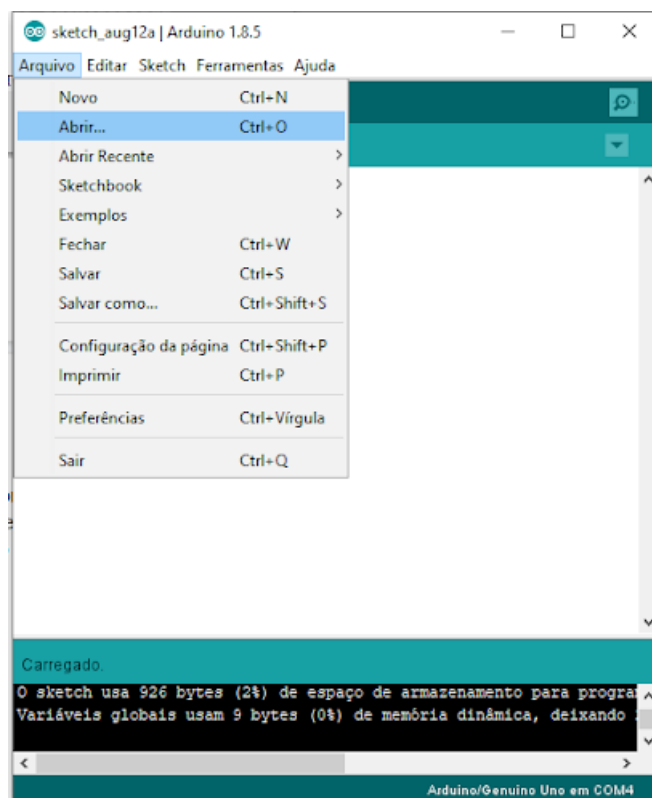 sketch_aug12a | Arduino 1.8.5
Arquivo Editar Sketch Ferramentas Ajuda
Novo Ctrl+N
Abrir... Ctrl+O
Abrir Recente
Sketchbook
Exemplos
Fechar Ctrl+W
Salvar Ctrl+S
Salvar como... Ctrl+Shift+S
Configuração da página Ctrl+Shift+P
Imprimir Ctrl+P
Preferências Ctrl+Vírgula
Sair Ctrl+Q
Carregado.
O sketch usa 926 bytes (2%) de espaço de armazenamento para
Variáveis globais usam 9 bytes (0%) de memória dinâmica, deixando
Arduino/Genuino Uno em COM4